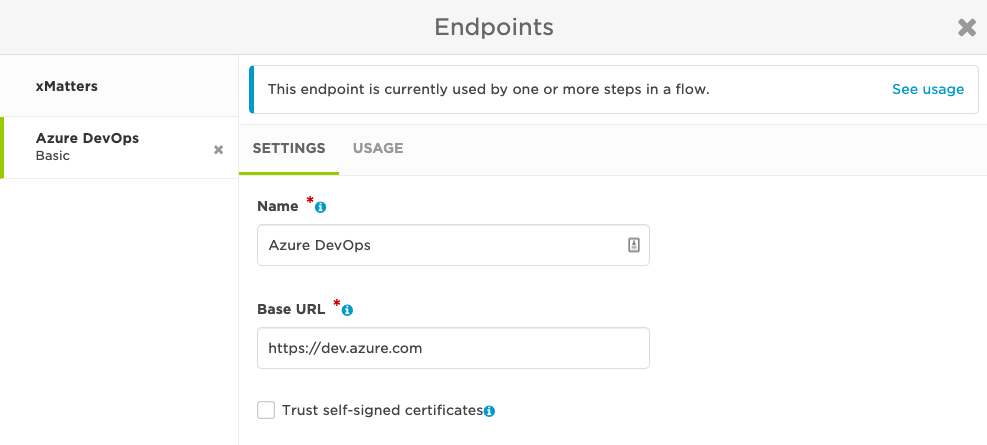 Endpoints
xMatters
Azure DevOps
Basic
This endpoint is currently used by one or more steps in a flow.
See usage
SETTINGS
USAGE
Name *
Azure DevOps
Base URL *
https://dev.azure.com
Trust self-signed certificates